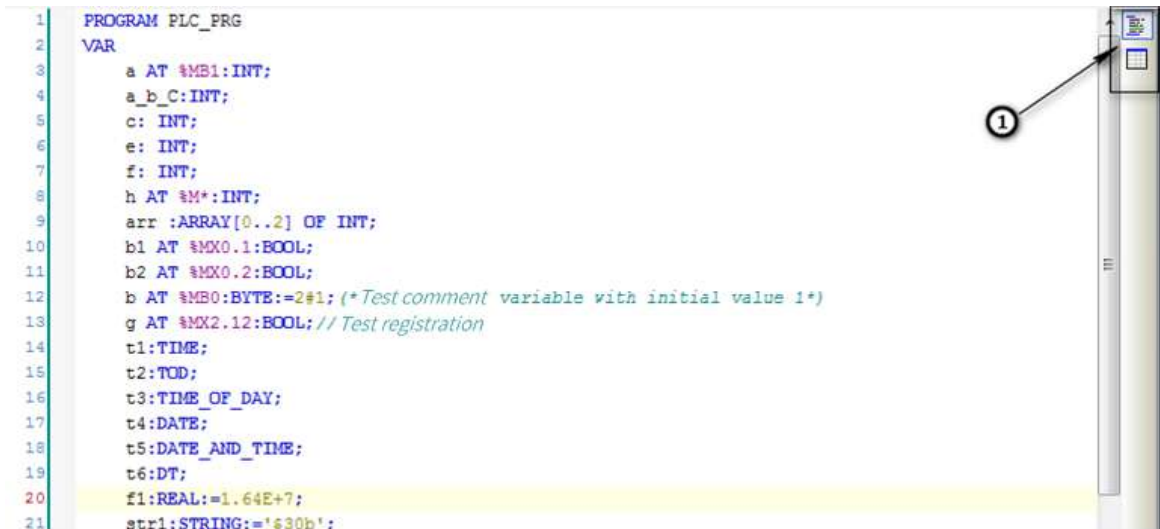 1 PROGRAM PLC_PRG
2 VAR
3 a AT %MB1:INT;
4 a_b_C:INT;
5 c: INT;
6 e: INT;
7 f: INT;
8 h AT %M*:INT;
9 arr :ARRAY[0..2] OF INT;
10 b1 AT %MX0.1:BOOL;
11 b2 AT %MX0.2:BOOL;
12 b AT %MB0:BYTE:=2#1; (*Test comment variable with initial value 1*)
13 g AT %MX2.12:BOOL; // Test registration
14 t1:TIME;
15 t2:TOD;
16 t3:TIME_OF_DAY;
17 t4:DATE;
18 t5:DATE_AND_TIME;
19 t6:DT;
20 f1:REAL:=1.64E+7;
21 str1:STRING:='$30b';
1